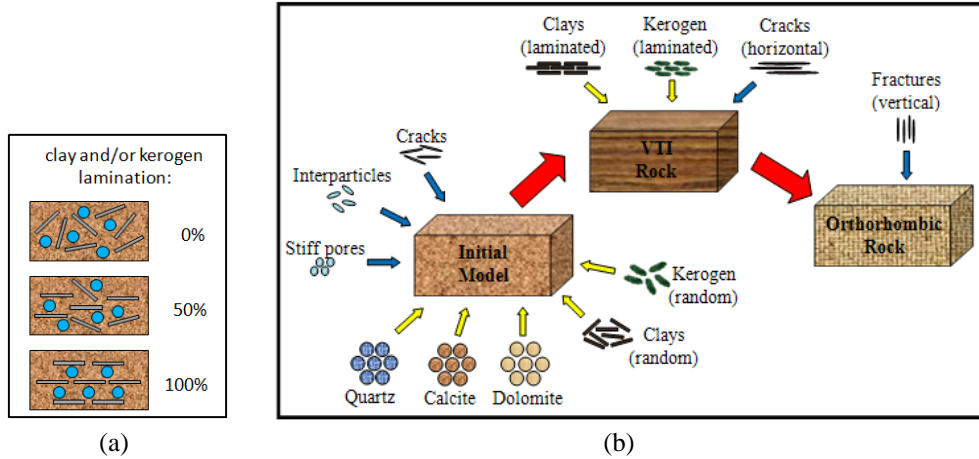 clay and/or kerogen
lamination:
0%
50%
100%
(a)
Clays
(laminated)
Kerogen
(laminated)
Cracks
(horizontal)
Fractures
(vertical)
Cracks
Interparticles
Stiff pores
VTI
Rock
Initial
Model
Orthorhombic
Rock
Kerogen
(random)
Clays
(random)
Quartz
Calcite
Dolomite
(b)